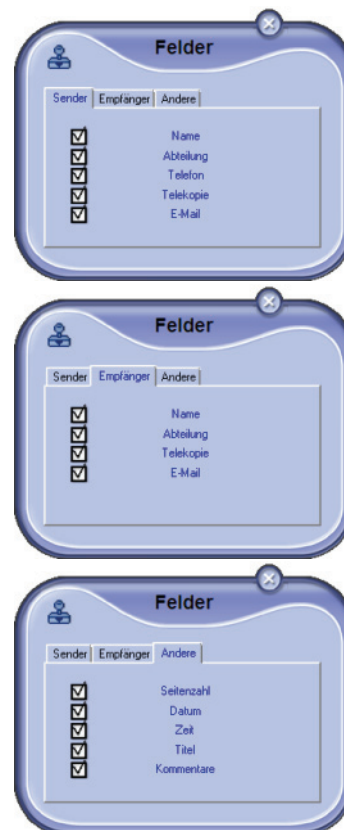 Felder
Sender Empfänger Andere
Name
Abteilung
Telefon
Telekopie
E-Mail
Felder
Sender Empfänger Andere
Name
Abteilung
Telekopie
E-Mail
Felder
Sender Empfänger Andere
Seitenzahl
Datum
Zeit
Titel
Kommentare